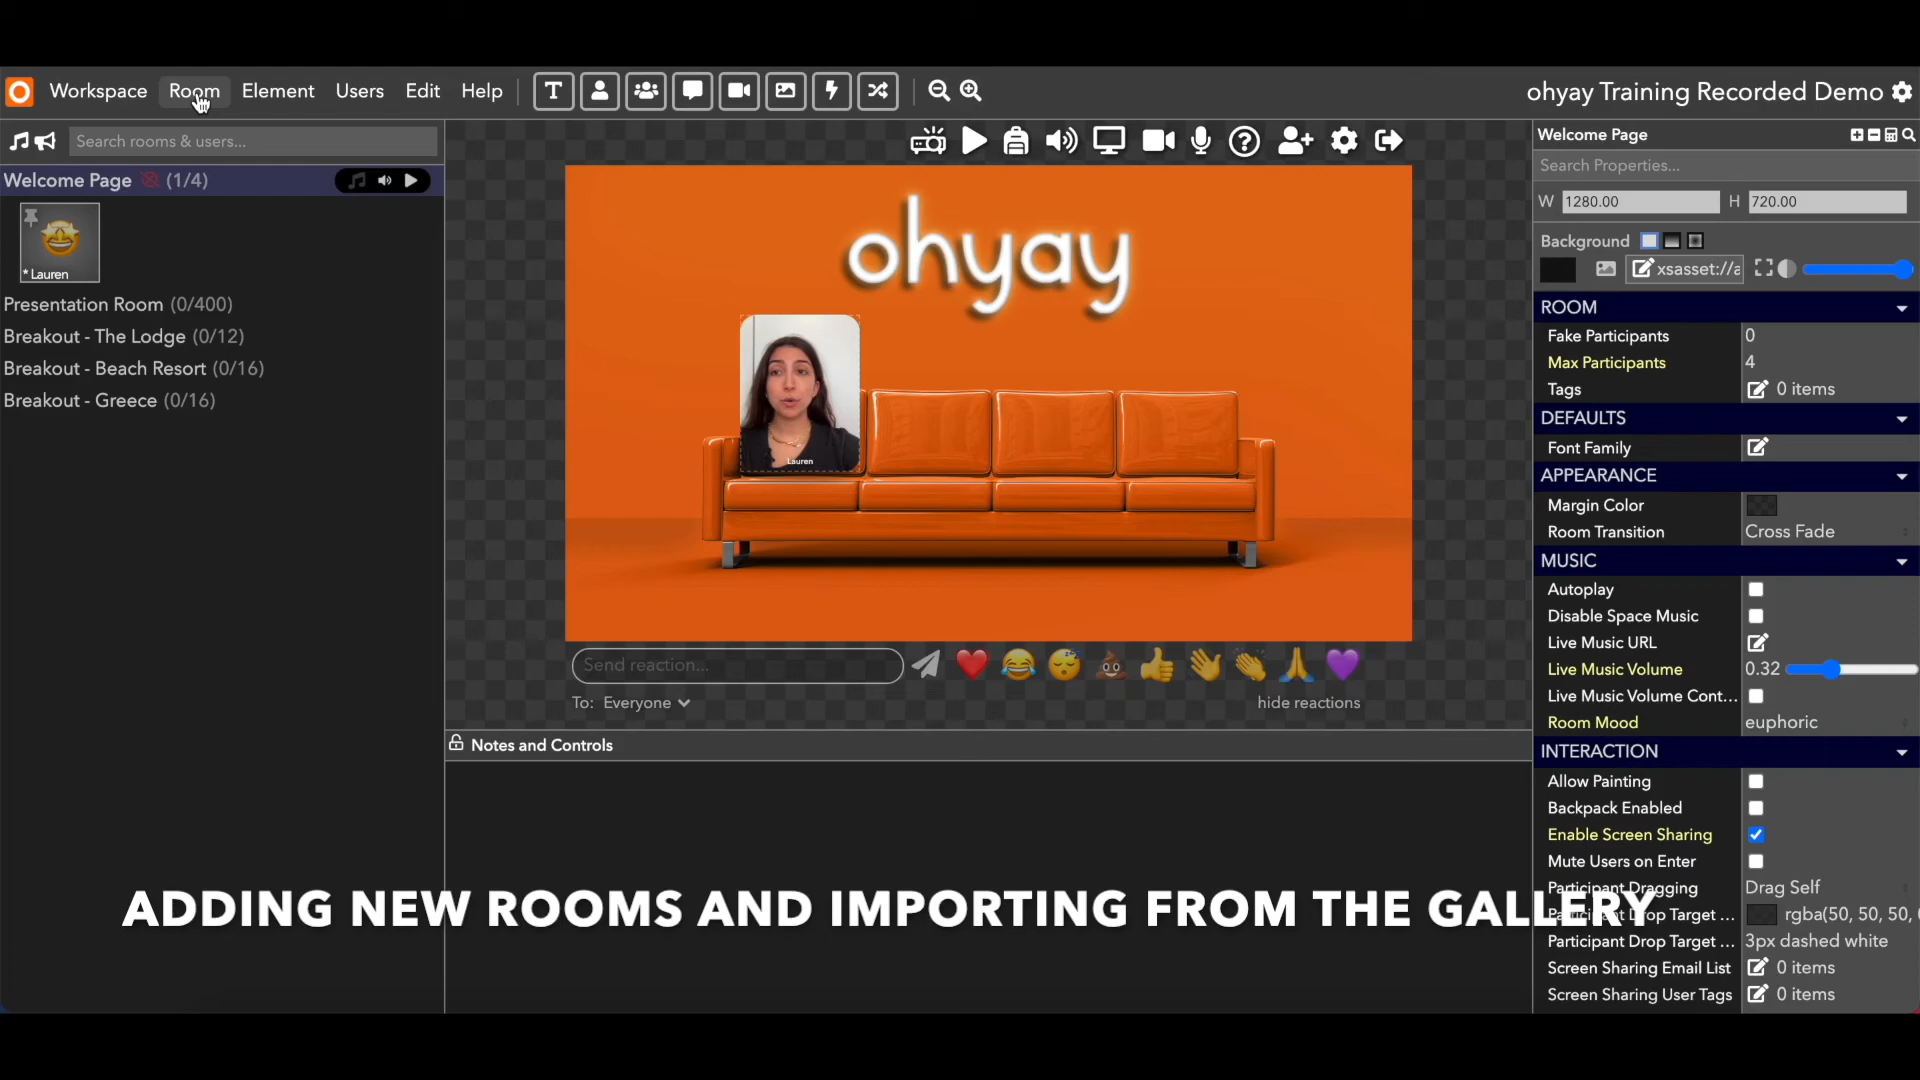 Workspace Room Element Users Edit Help
ohyay Training Recorded Demo
Search rooms & users...
Welcome Page (1/4)
* Lauren
Presentation Room (0/400)
Breakout - The Lodge (0/12)
Breakout - Beach Resort (0/16)
Breakout - Greece (0/16)
ohyay
Lauren
Send reaction...
To: Everyone
hide reactions
Notes and Controls
Welcome Page
Search Properties...
W 1280.00 H 720.00
Background
xsasset://a
ROOM
Fake Participants 0
Max Participants 4
Tags 0 items
DEFAULTS
Font Family
APPEARANCE
Margin Color
Room Transition Cross Fade
MUSIC
Autoplay
Disable Space Music
Live Music URL
Live Music Volume 0.32
Live Music Volume Cont...
Room Mood euphoric
INTERACTION
Allow Painting
Backpack Enabled
Enable Screen Sharing
Mute Users on Enter
Participant Dragging Drag Self
Participant Drop Target ... rgba(50, 50, 50,
Participant Drop Target ... 3px dashed white
Screen Sharing Email List 0 items
Screen Sharing User Tags 0 items
ADDING NEW ROOMS AND IMPORTING FROM THE GALLERY